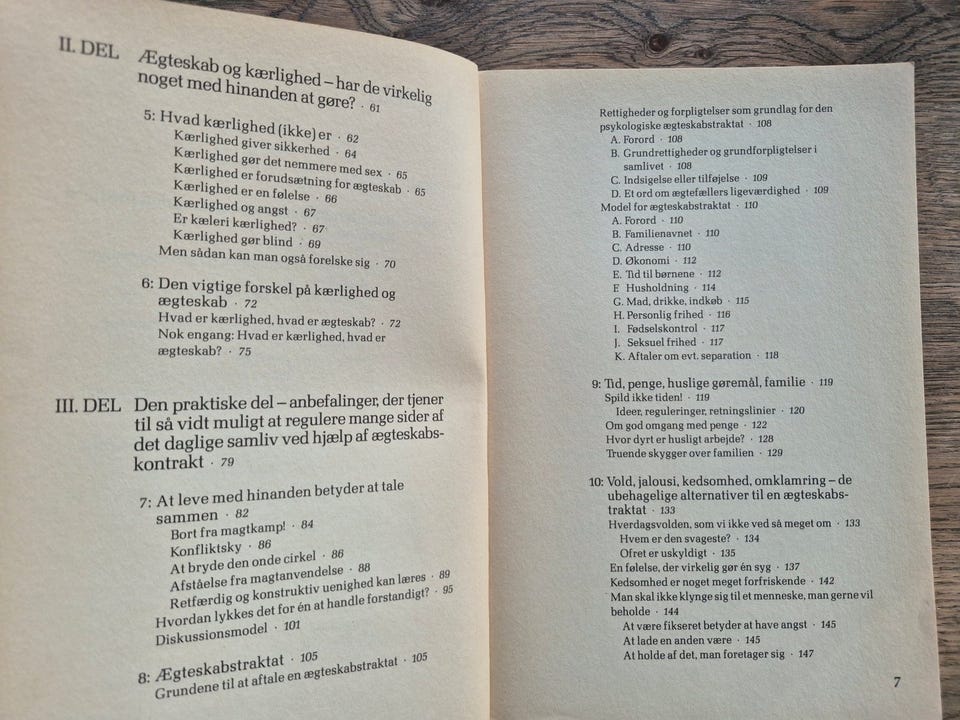 II. DEL Ægteskab og kærlighed – har de virkelig
noget med hinanden at gøre? · 61
5: Hvad kærlighed (ikke) er · 62
Kærlighed giver sikkerhed · 64
Kærlighed gør det nemmere med sex · 65
Kærlighed er forudsætning for ægteskab · 65
Kærlighed er en følelse · 66
Kærlighed og angst · 67
Er kæleri kærlighed? · 67
Kærlighed gør blind · 69
Men sådan kan man også forelske sig · 70
6: Den vigtige forskel på kærlighed og
ægteskab · 72
Hvad er kærlighed, hvad er ægteskab? · 72
Nok engang: Hvad er kærlighed, hvad er
ægteskab? · 75
III. DEL Den praktiske del – anbefalinger, der tjener
til så vidt muligt at regulere mange sider af
det daglige samliv ved hjælp af ægteskabs-
kontrakt · 79
7: At leve med hinanden betyder at tale
sammen · 82
Bort fra magtkamp! · 84
Konfliktsky · 86
At bryde den onde cirkel · 86
Afståelse fra magtanvendelse · 88
Retfærdig og konstruktiv uenighed kan læres · 89
Hvordan lykkes det for én at handle forstandigt? · 95
Diskussionsmodel · 101
8: Ægteskabstraktat · 105
Grundene til at aftale en ægteskabstraktat · 105
Rettigheder og forpligtelser som grundlag for den
psykologiske ægteskabstraktat · 108
A. Forord · 108
B. Grundrettigheder og grundforpligtelser i
samlivet · 108
C. Indsigelse eller tilføjelse · 109
D. Et ord om ægtefællers ligeværdighed · 109
Model for ægteskabstraktat · 110
A. Forord · 110
B. Familienavnet · 110
C. Adresse · 110
D. Økonomi · 112
E. Tid til børnene · 112
F Husholdning · 114
G. Mad, drikke, indkøb · 115
H. Personlig frihed · 116
I. Fødselskontrol · 117
J. Seksuel frihed · 117
K. Aftaler om evt. separation · 118
9: Tid, penge, huslige gøremål, familie · 119
Spild ikke tiden! · 119
Ideer, reguleringer, retningslinier · 120
Om god omgang med penge · 122
Hvor dyrt er husligt arbejde? · 128
Truende skygger over familien · 129
10: Vold, jalousi, kedsomhed, omklamring – de
ubehagelige alternativer til en ægteskabs-
traktat · 133
Hverdagsvolden, som vi ikke ved så meget om · 133
Hvem er den svageste? · 134
Ofret er uskyldigt · 135
En følelse, der virkelig gør én syg · 137
Kedsomhed er noget meget forfriskende · 142
Man skal ikke klynge sig til et menneske, man gerne vil
beholde · 144
At være fikseret betyder at have angst · 145
At lade en anden være · 145
At holde af det, man foretager sig · 147
7